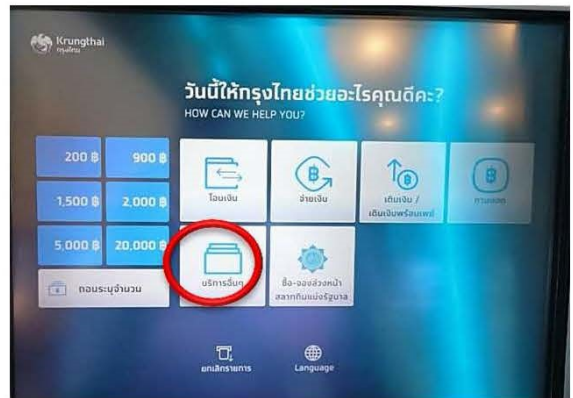 Krungthai
กรุงไทย
วันนี้ให้กรุงไทยช่วยอะไรคุณดีคะ?
HOW CAN WE HELP YOU?
200 ฿
900 ฿
1,500 ฿
2,000 ฿
5,000 ฿
20,000 ฿
ถอนระบุจำนวน
โอนเงิน
จ่ายเงิน
เติมเงิน /
เติมเงินพร้อมเพย์
บริการอื่นๆ
ซื้อ-จองล่วงหน้า
สลากกินแบ่งรัฐบาล
ยกเลิกรายการ
Language